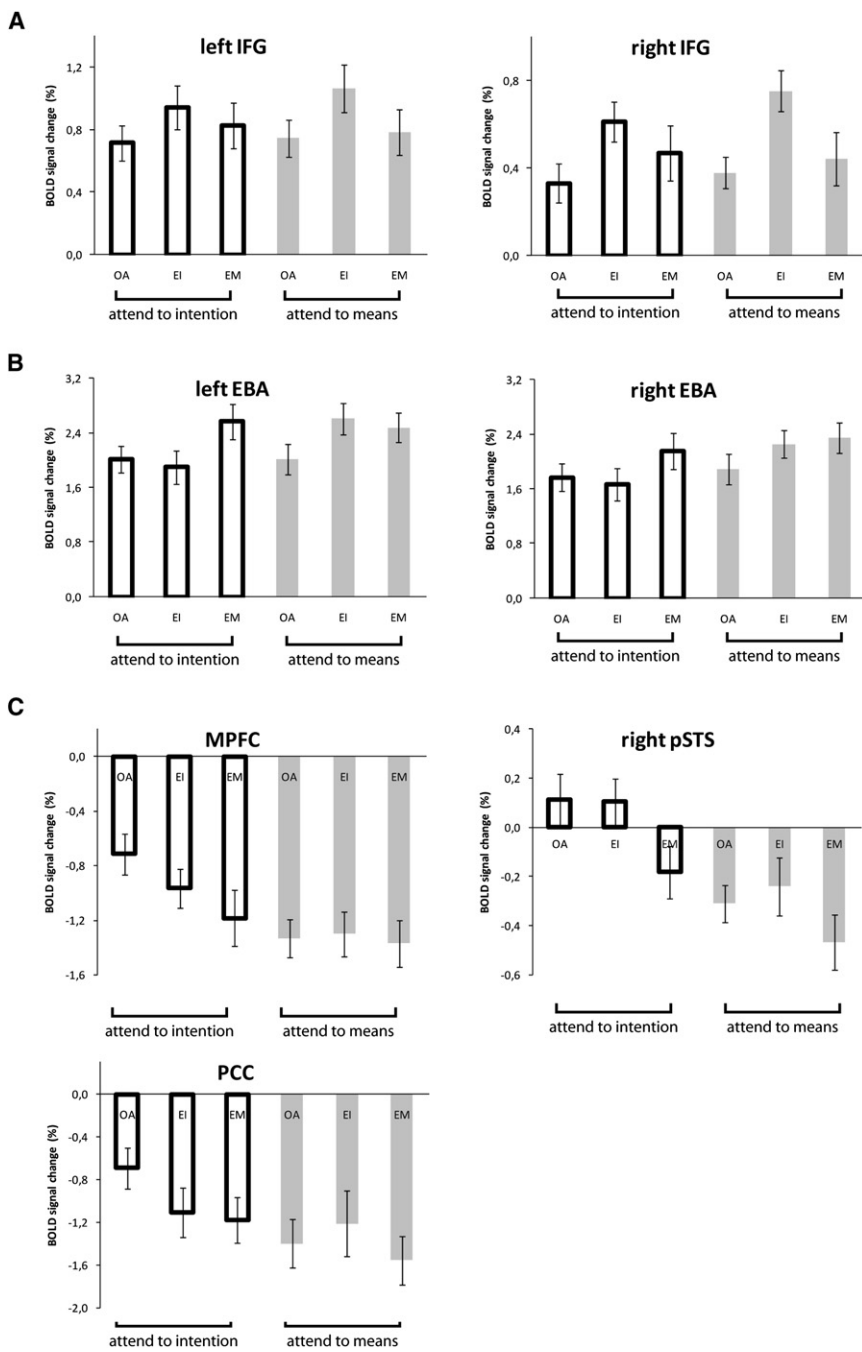 A
left IFG
BOLD signal change (%)
1,2
0,8
0,4
0,0
OA EI EM OA EI EM
attend to intention attend to means
right IFG
BOLD signal change (%)
0,8
0,4
0,0
OA EI EM OA EI EM
attend to intention attend to means
B
left EBA
BOLD signal change (%)
3,2
2,4
1,6
0,8
0,0
OA EI EM OA EI EM
attend to intention attend to means
right EBA
BOLD signal change (%)
3,2
2,4
1,6
0,8
0,0
OA EI EM OA EI EM
attend to intention attend to means
C
MPFC
BOLD signal change (%)
0,0
-0,4
-0,8
-1,2
-1,6
OA EI EM OA EI EM
attend to intention attend to means
right pSTS
BOLD signal change (%)
0,4
0,2
0,0
-0,2
-0,4
-0,6
OA EI EM OA EI EM
attend to intention attend to means
PCC
BOLD signal change (%)
0,0
-0,4
-0,8
-1,2
-1,6
-2,0
OA EI EM OA EI EM
attend to intention attend to means